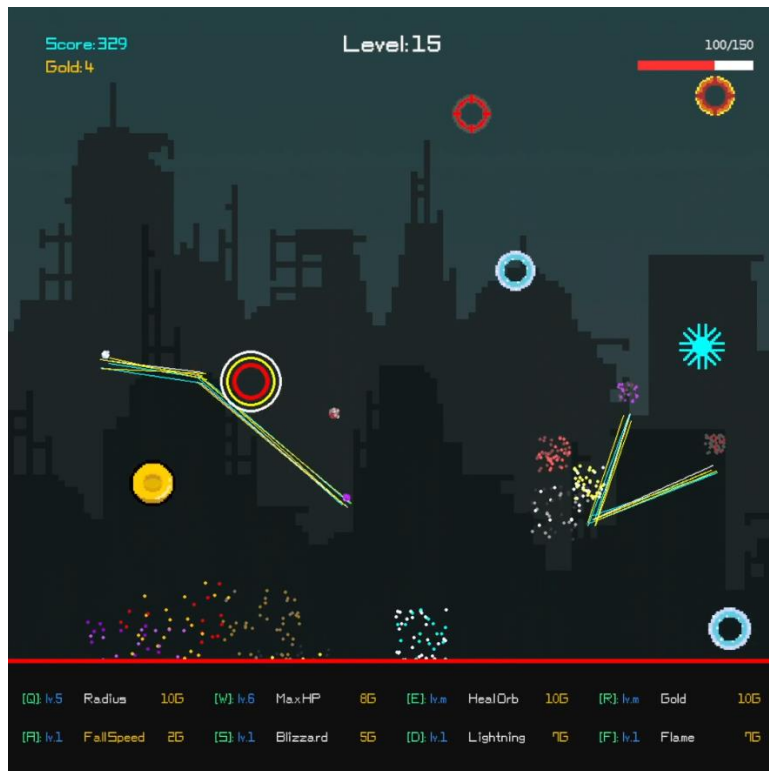 Score:329
Level:15
100/150
Gold:4
[Q]: lv.5 Radius 10G [W]: lv.6 MaxHP 8G [E]: lv.m HealOrb 10G [R]: lv.m Gold 10G
[A]: lv.1 FallSpeed 2G [S]: lv.1 Blizzard 5G [D]: lv.1 Lightning 7G [F]: lv.1 Flame 7G